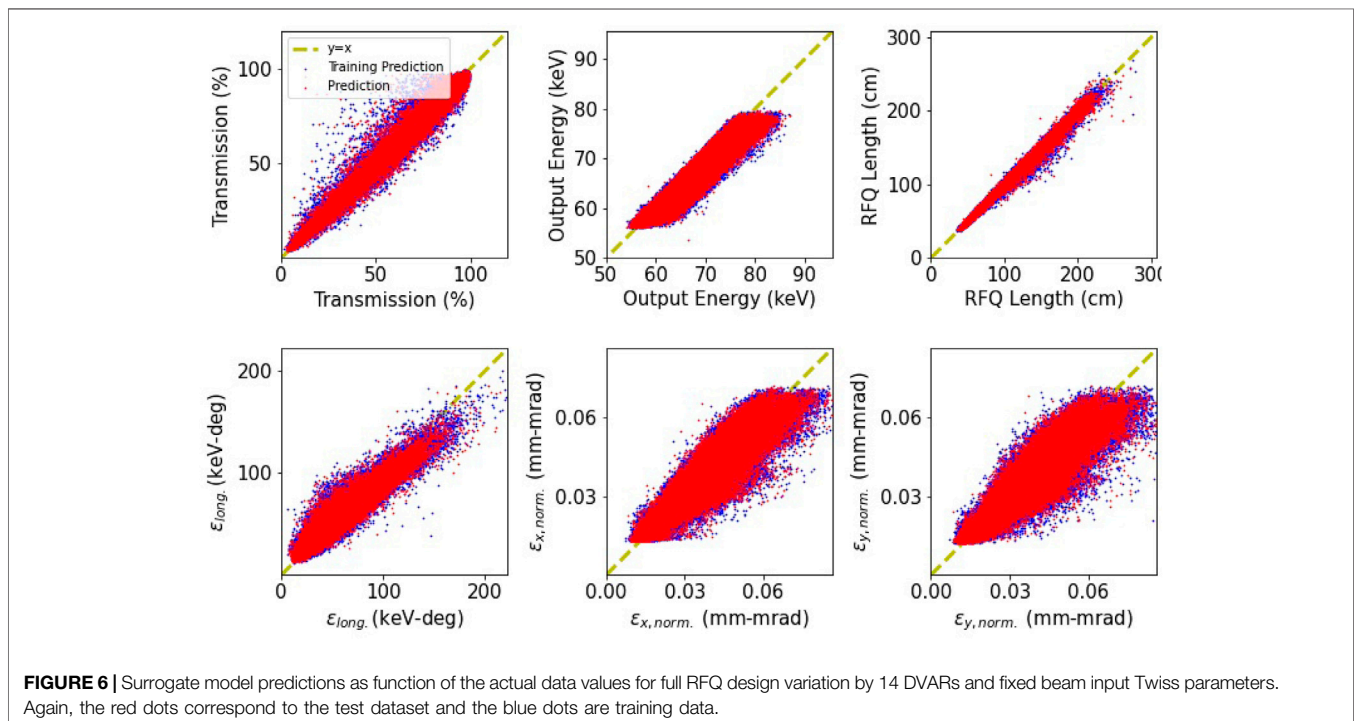 y=x
Training Prediction
Prediction
Transmission (%)
100
50
0
50
100
Transmission (%)
Output Energy (keV)
90
80
70
60
50
50
60
70
80
90
Output Energy (keV)
RFQ Length (cm)
300
200
100
0
0
100
200
300
RFQ Length (cm)
εlong. (keV-deg)
200
100
0
100
200
εlong. (keV-deg)
εx,norm. (mm-mrad)
0.06
0.03
0.00
0.03
0.06
εx,norm. (mm-mrad)
εy,norm. (mm-mrad)
0.06
0.03
0.00
0.03
0.06
εy,norm. (mm-mrad)
FIGURE 6 | Surrogate model predictions as function of the actual data values for full RFQ design variation by 14 DVARs and fixed beam input Twiss parameters.
Again, the red dots correspond to the test dataset and the blue dots are training data.